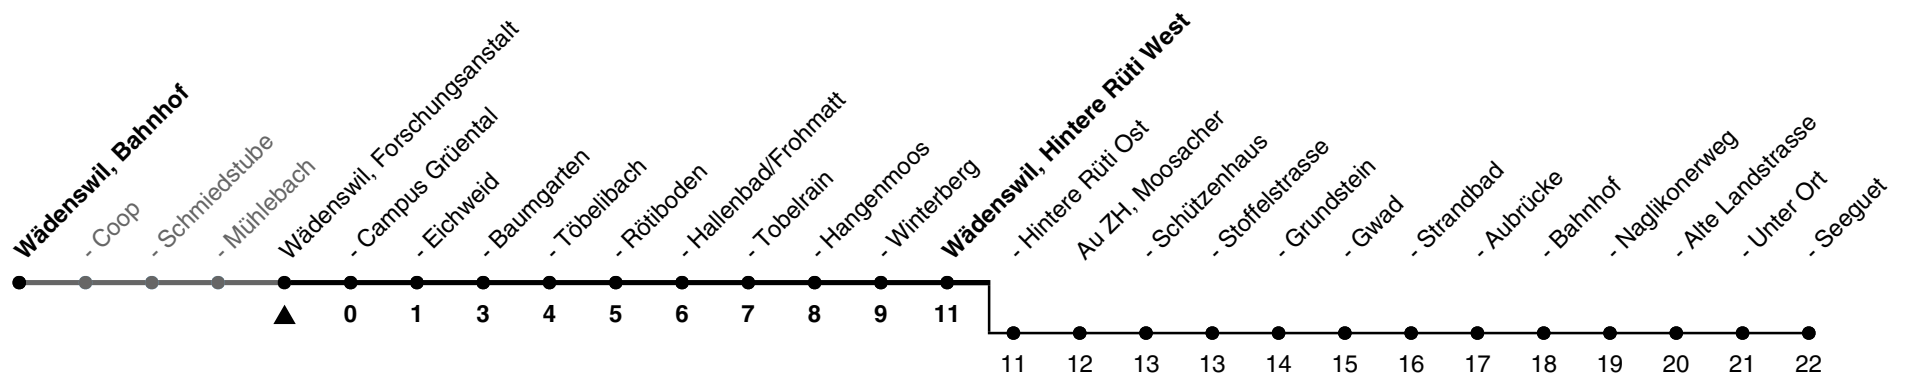 Wädenswil, Bahnhof
- Coop
- Schmiedstube
- Mühlebach
Wädenswil, Forschungsanstalt
- Campus Grüental
- Eichweid
- Baumgarten
- Töbelibach
- Rötiboden
- Hallenbad/Frohmatt
- Tobelrain
- Hangenmoos
- Winterberg
Wädenswil, Hintere Rüti West
- Hintere Rüti Ost
Au ZH, Moosacher
- Schützenhaus
- Stoffelstrasse
- Grundstein
- Gwad
- Strandbad
- Aubrücke
- Bahnhof
- Naglikonerweg
- Alte Landstrasse
- Unter Ort
- Seeguet
0 1 3 4 5 6 7 8 9 11
11 12 13 13 14 15 16 17 18 19 20 21 22